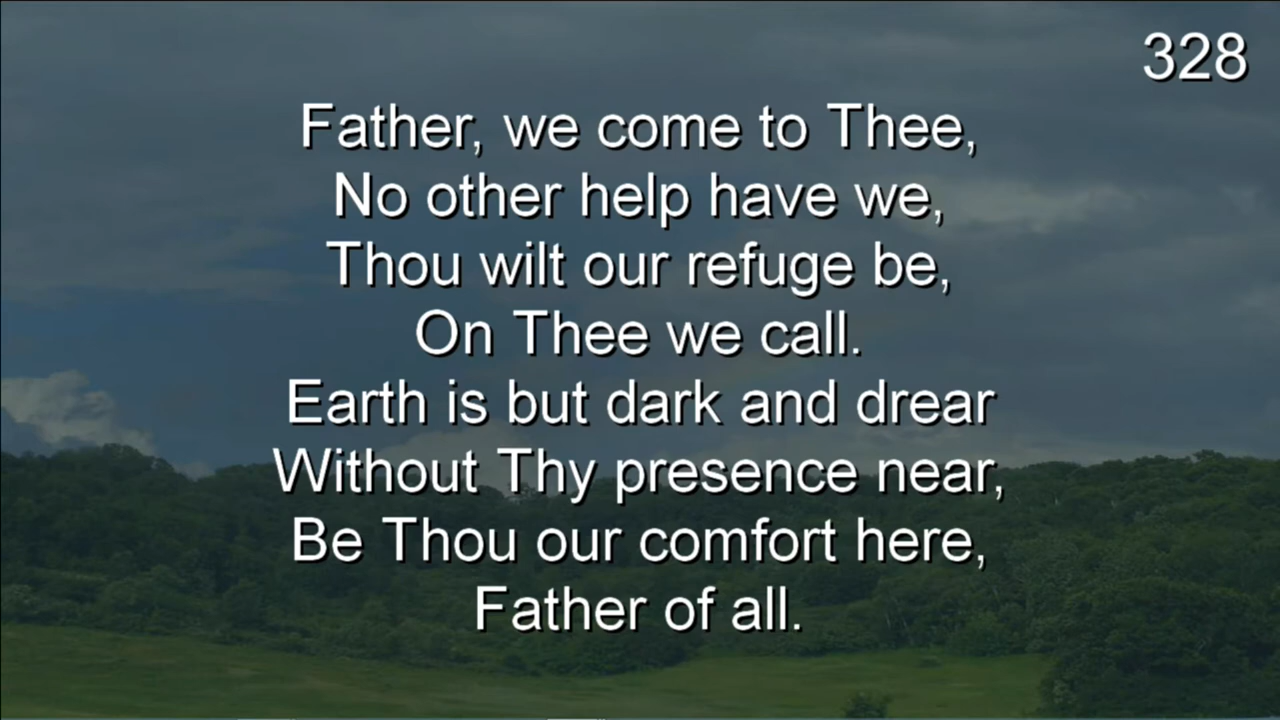 328
Father, we come to Thee,
No other help have we,
Thou wilt our refuge be,
On Thee we call.
Earth is but dark and drear
Without Thy presence near,
Be Thou our comfort here,
Father of all.